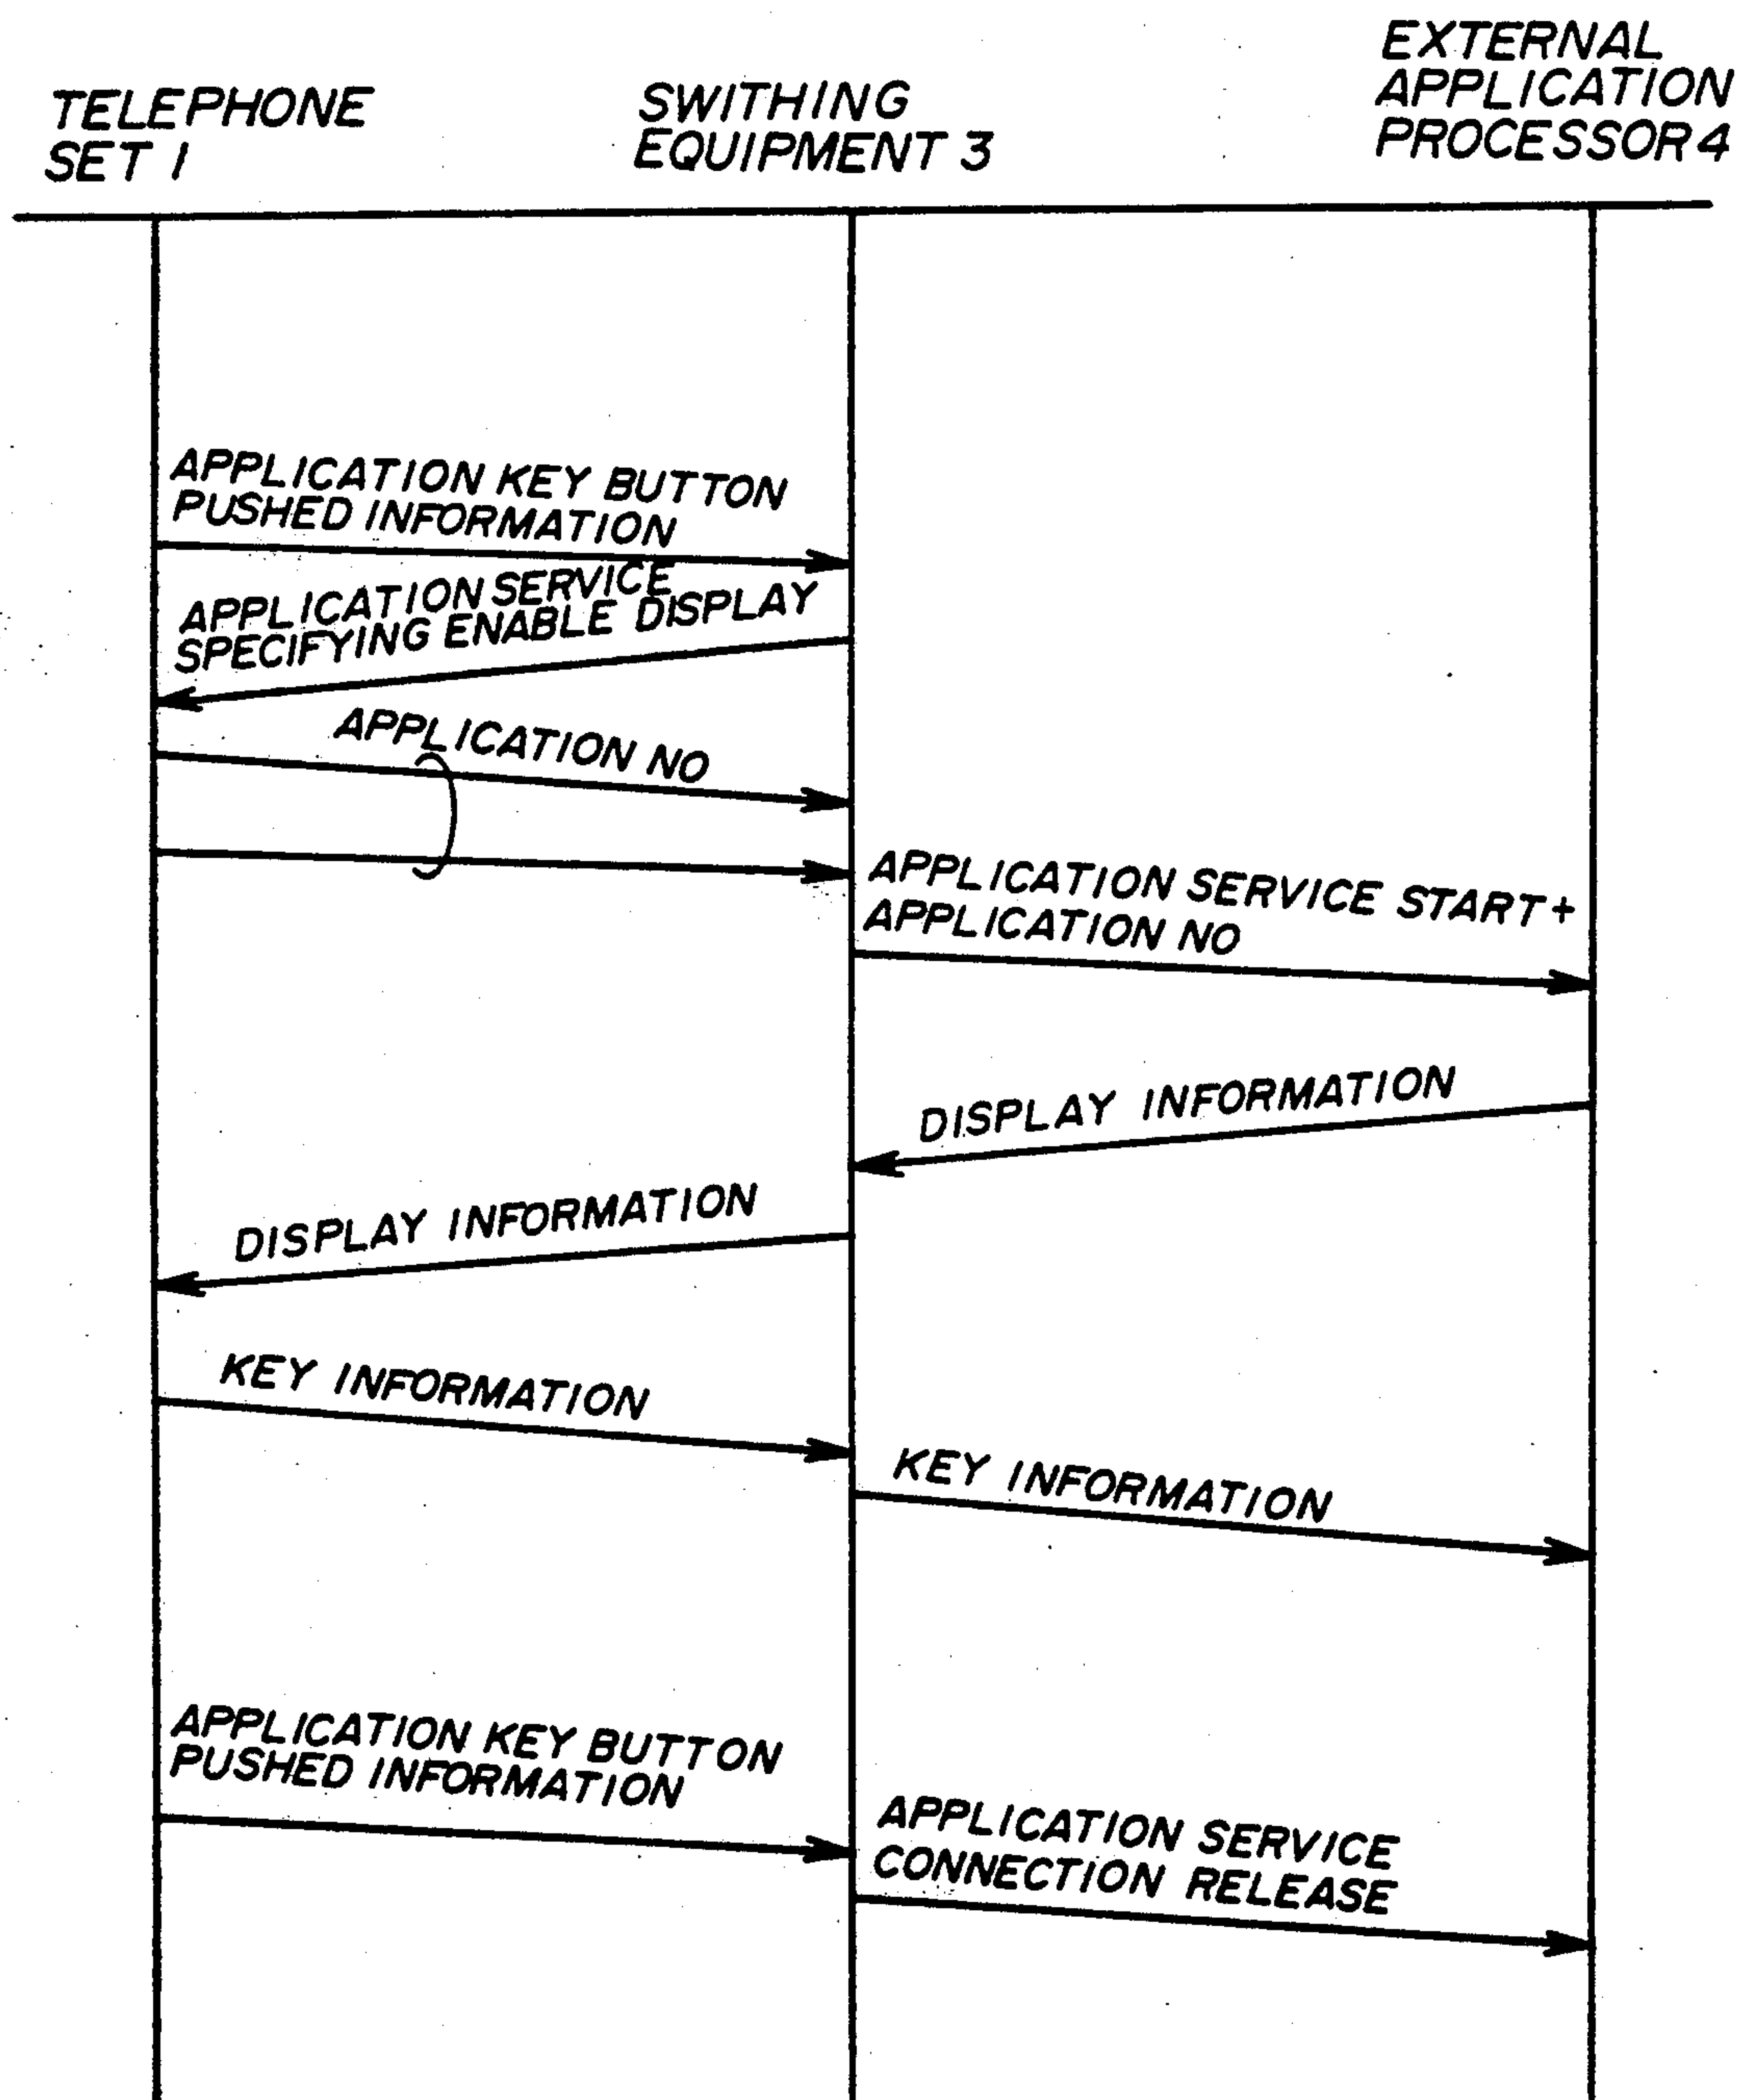 TELEPHONE
SET 1
SWITHING
EQUIPMENT 3
EXTERNAL
APPLICATION
PROCESSOR 4
APPLICATION KEY BUTTON
PUSHED INFORMATION
APPLICATION SERVICE
SPECIFYING ENABLE DISPLAY
APPLICATION NO
APPLICATION SERVICE START+
APPLICATION NO
DISPLAY INFORMATION
DISPLAY INFORMATION
KEY INFORMATION
KEY INFORMATION
APPLICATION KEY BUTTON
PUSHED INFORMATION
APPLICATION SERVICE
CONNECTION RELEASE